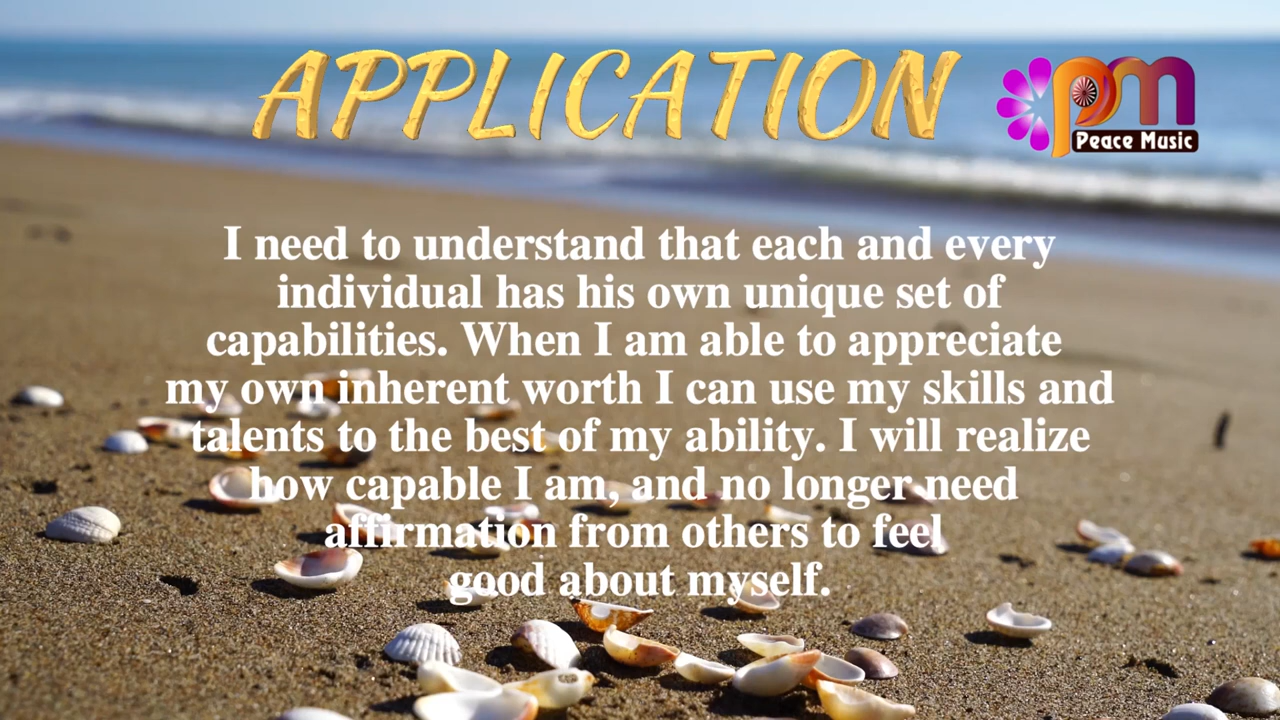 APPLICATION
pm
Peace Music
I need to understand that each and every
individual has his own unique set of
capabilities. When I am able to appreciate
my own inherent worth I can use my skills and
talents to the best of my ability. I will realize
how capable I am, and no longer need
affirmation from others to feel
good about myself.